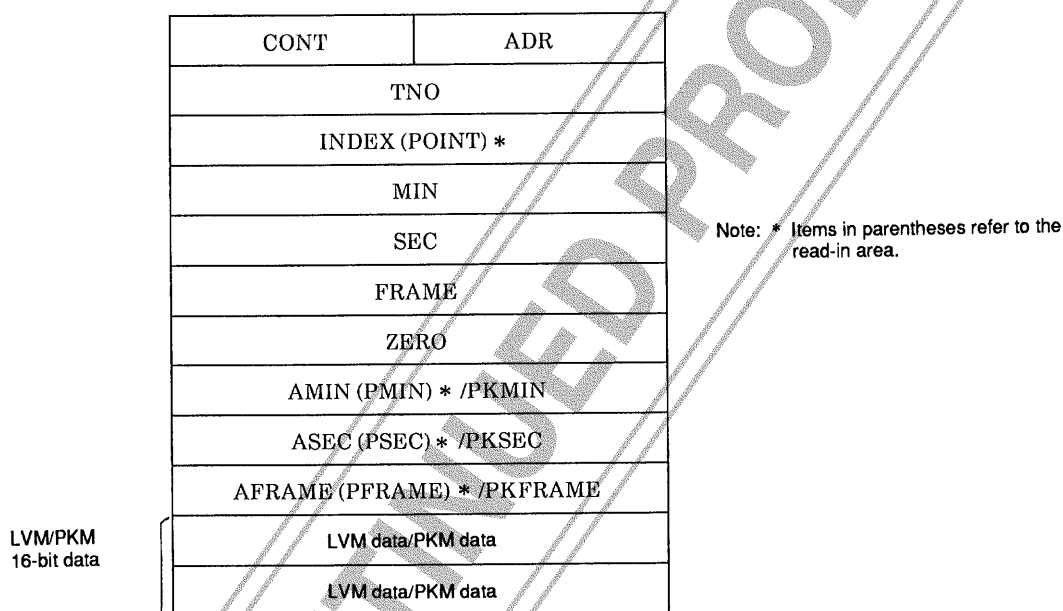 CONT ADR
TNO
INDEX (POINT) *
MIN
SEC
Note: * Items in parentheses refer to the
read-in area.
FRAME
ZERO
AMIN (PMIN) * /PKMIN
ASEC (PSEC) * /PKSEC
AFRAME (PFRAME) * /PKFRAME
LVM/PKM
16-bit data
LVM data/PKM data
LVM data/PKM data